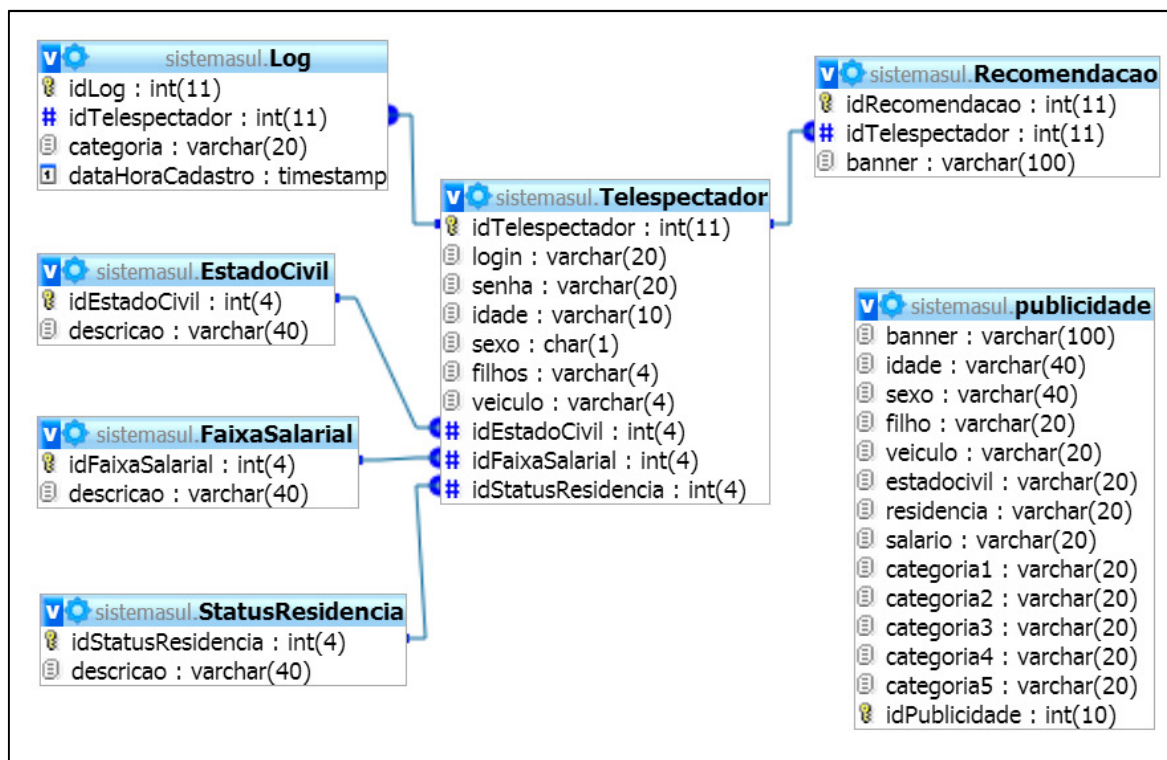 sistemasul.Log
idLog : int(11)
idTelespectador : int(11)
categoria : varchar(20)
dataHoraCadastro : timestamp
sistemasul.Recomendacao
idRecomendacao : int(11)
idTelespectador : int(11)
banner : varchar(100)
sistemasul.Telespectador
idTelespectador : int(11)
login : varchar(20)
senha : varchar(20)
idade : varchar(10)
sexo : char(1)
filhos : varchar(4)
veiculo : varchar(4)
idEstadoCivil : int(4)
idFaixaSalarial : int(4)
idStatusResidencia : int(4)
sistemasul.EstadoCivil
idEstadoCivil : int(4)
descricao : varchar(40)
sistemasul.FaixaSalarial
idFaixaSalarial : int(4)
descricao : varchar(40)
sistemasul.StatusResidencia
idStatusResidencia : int(4)
descricao : varchar(40)
sistemasul.publicidade
banner : varchar(100)
idade : varchar(40)
sexo : varchar(40)
filho : varchar(20)
veiculo : varchar(20)
estadocivil : varchar(20)
residencia : varchar(20)
salario : varchar(20)
categoria1 : varchar(20)
categoria2 : varchar(20)
categoria3 : varchar(20)
categoria4 : varchar(20)
categoria5 : varchar(20)
idPublicidade : int(10)